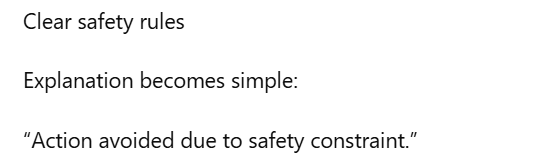 Clear safety rules
Explanation becomes simple:
“Action avoided due to safety constraint.”